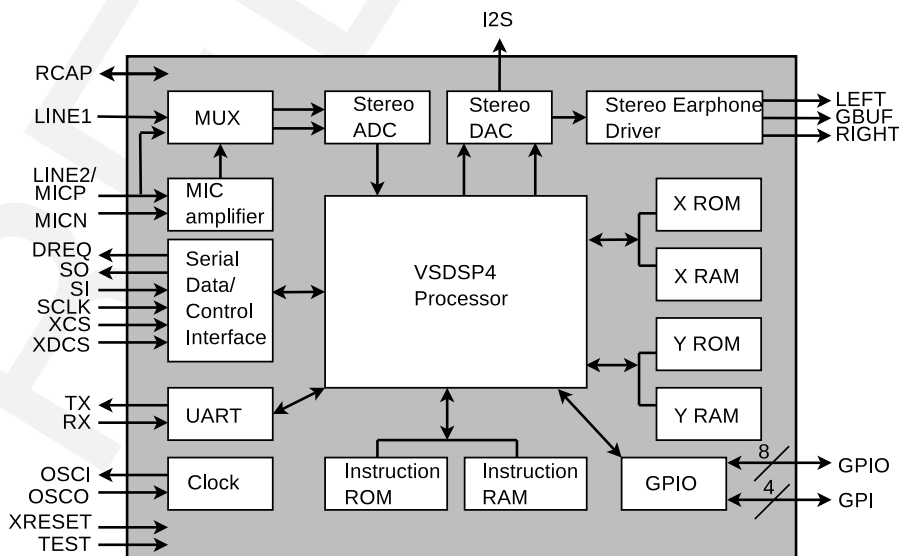 I2S
RCAP
LINE1
LINE2/
MICP
MICN
DREQ
SO
SI
SCLK
XCS
XDCS
TX
RX
OSCI
OSCO
XRESET
TEST
MUX
Stereo
ADC
Stereo
DAC
Stereo Earphone
Driver
LEFT
GBUF
RIGHT
MIC
amplifier
Serial
Data/
Control
Interface
VSDSP4
Processor
X ROM
X RAM
Y ROM
Y RAM
UART
Clock
Instruction
ROM
Instruction
RAM
GPIO
8
GPIO
4
GPI